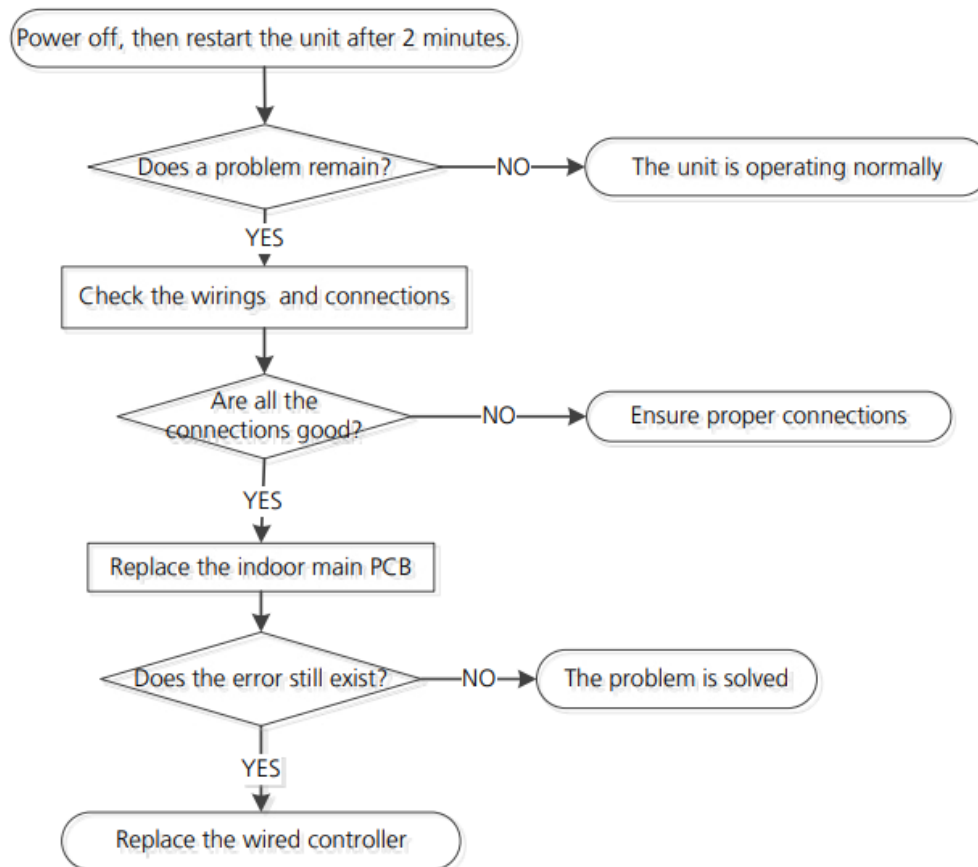 Power off, then restart the unit after 2 minutes.
Does a problem remain?
NO
The unit is operating normally
YES
Check the wirings and connections
Are all the
connections good?
NO
Ensure proper connections
YES
Replace the indoor main PCB
Does the error still exist?
NO
The problem is solved
YES
Replace the wired controller